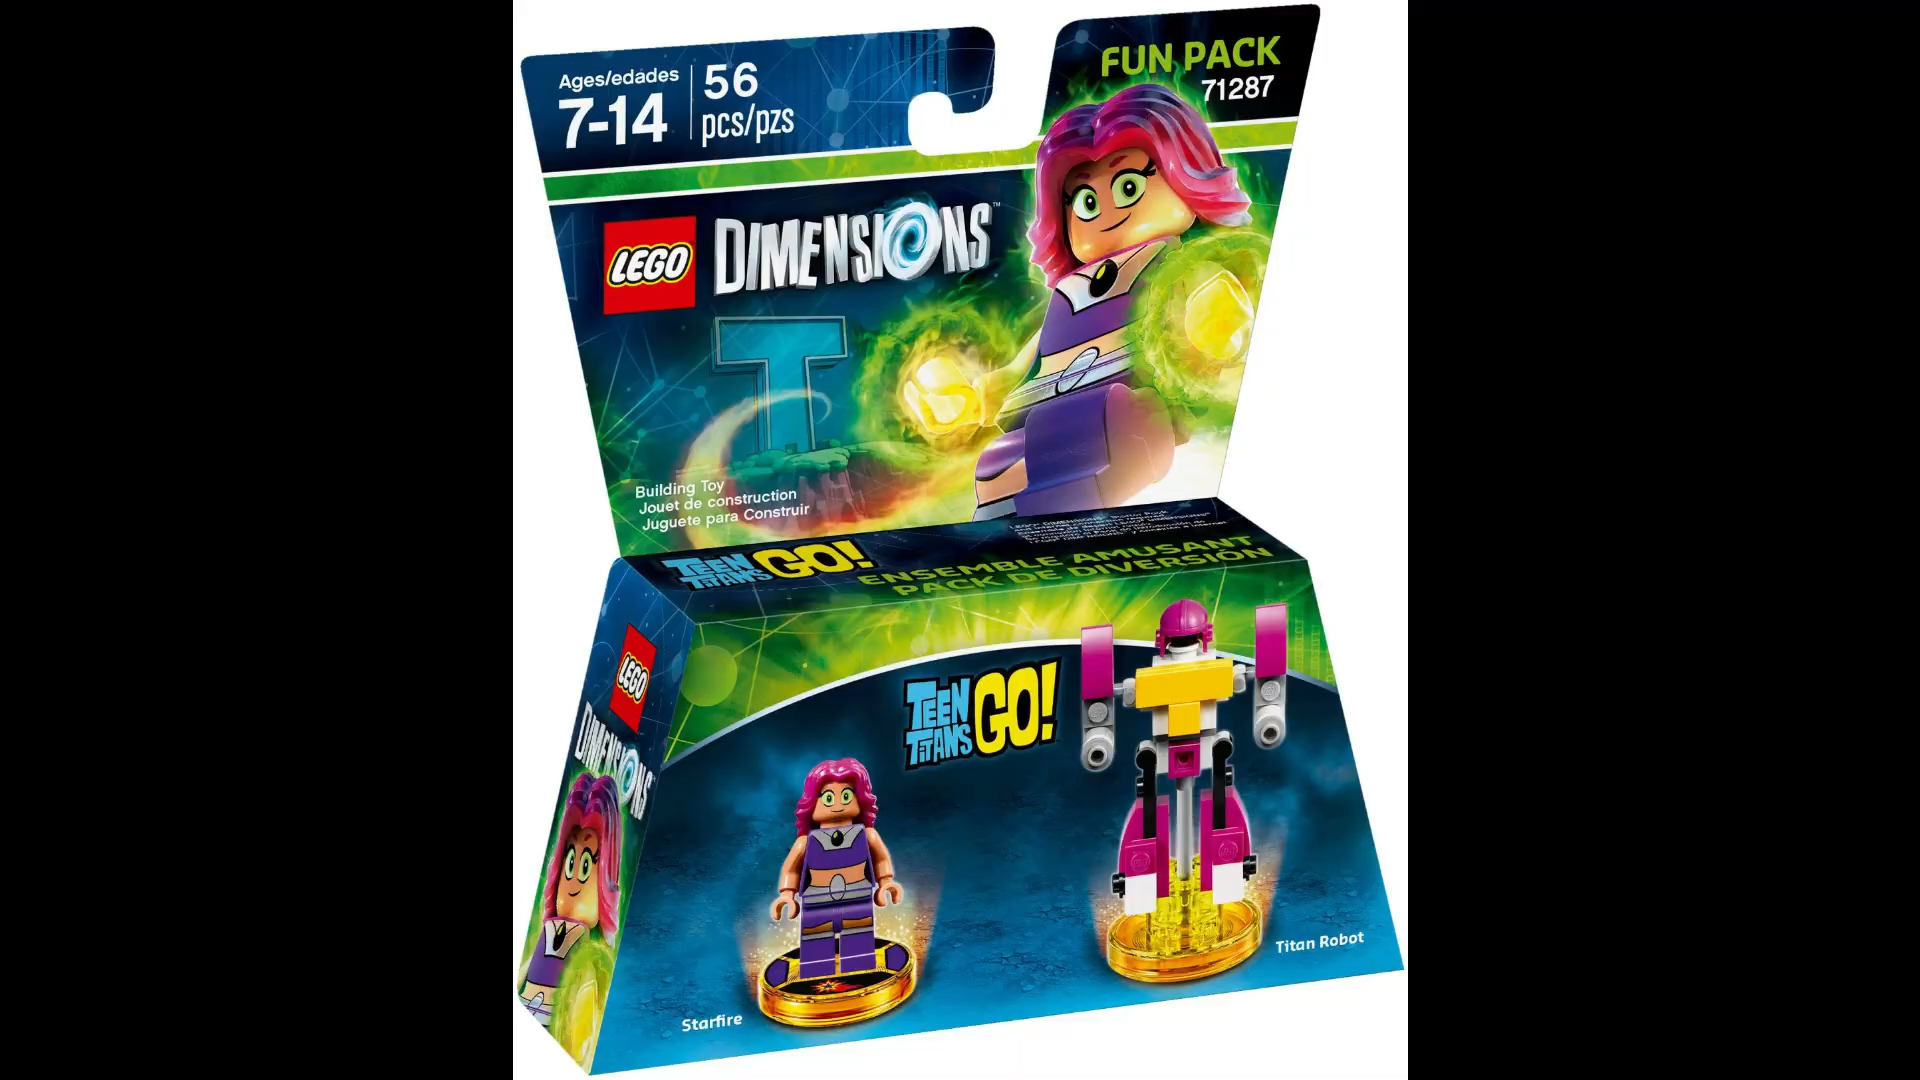 Ages/edades
7-14
56
pcs/pzs
FUN PACK
71287
LEGO
DIMENSIONS™
T
Building Toy
Jouet de construction
Juguete para Construir
TEEN TITANS GO!
ENSEMBLE AMUSANT
PACK DE DIVERSIÓN
LEGO
DIMENSIONS
TEEN
TITANS
GO!
Starfire
Titan Robot